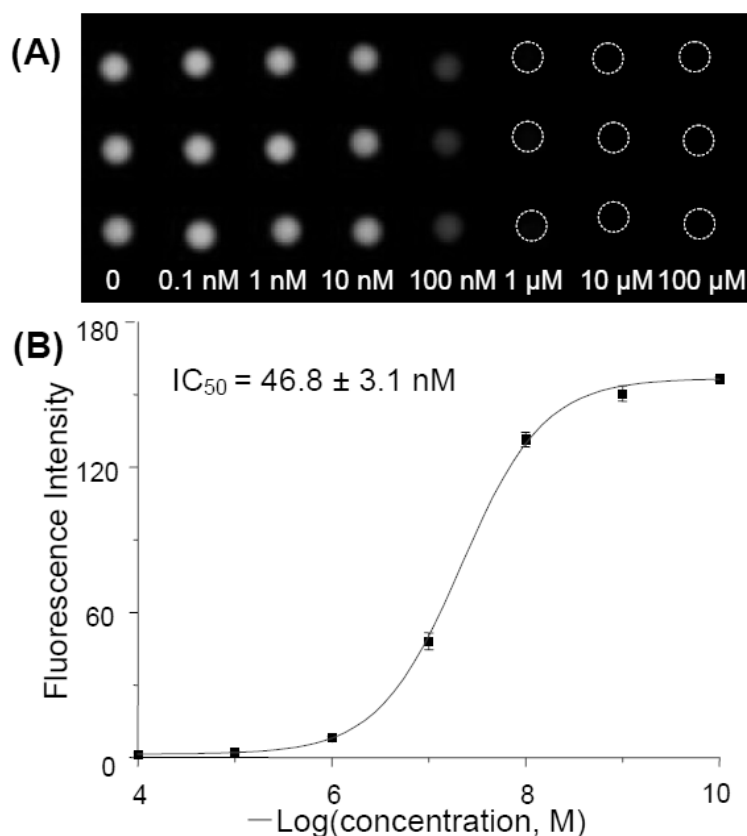 (A)
0 0.1 nM 1 nM 10 nM 100 nM 1 µM 10 µM 100 µM
(B)
180
IC50 = 46.8 ± 3.1 nM
120
60
0
Fluorescence Intensity
4 6 8 10
—Log(concentration, M)